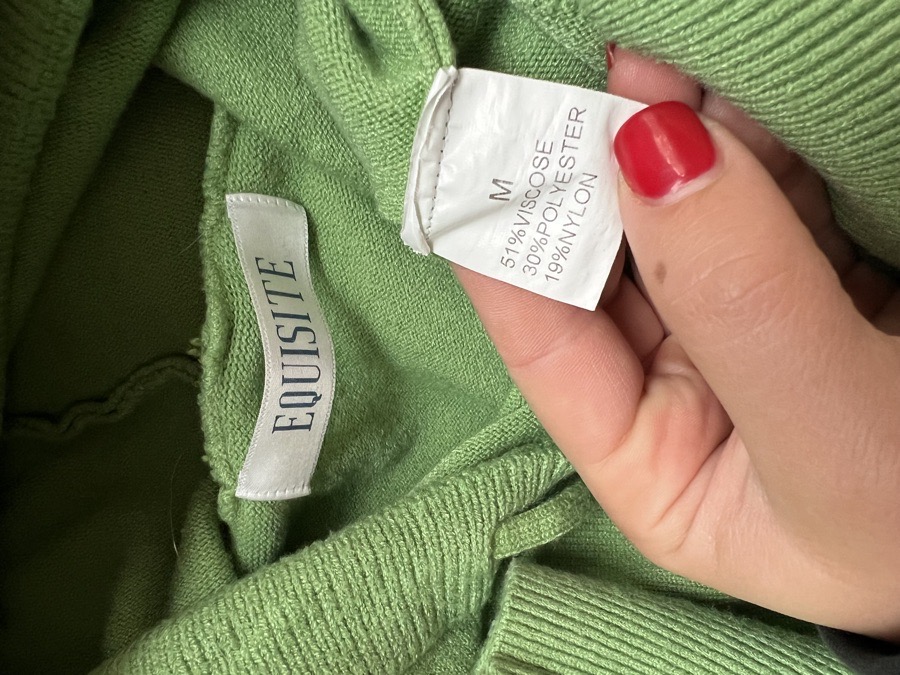 EQUISITE
M
51%VISCOSE
30%POLYESTER
19%NYLON